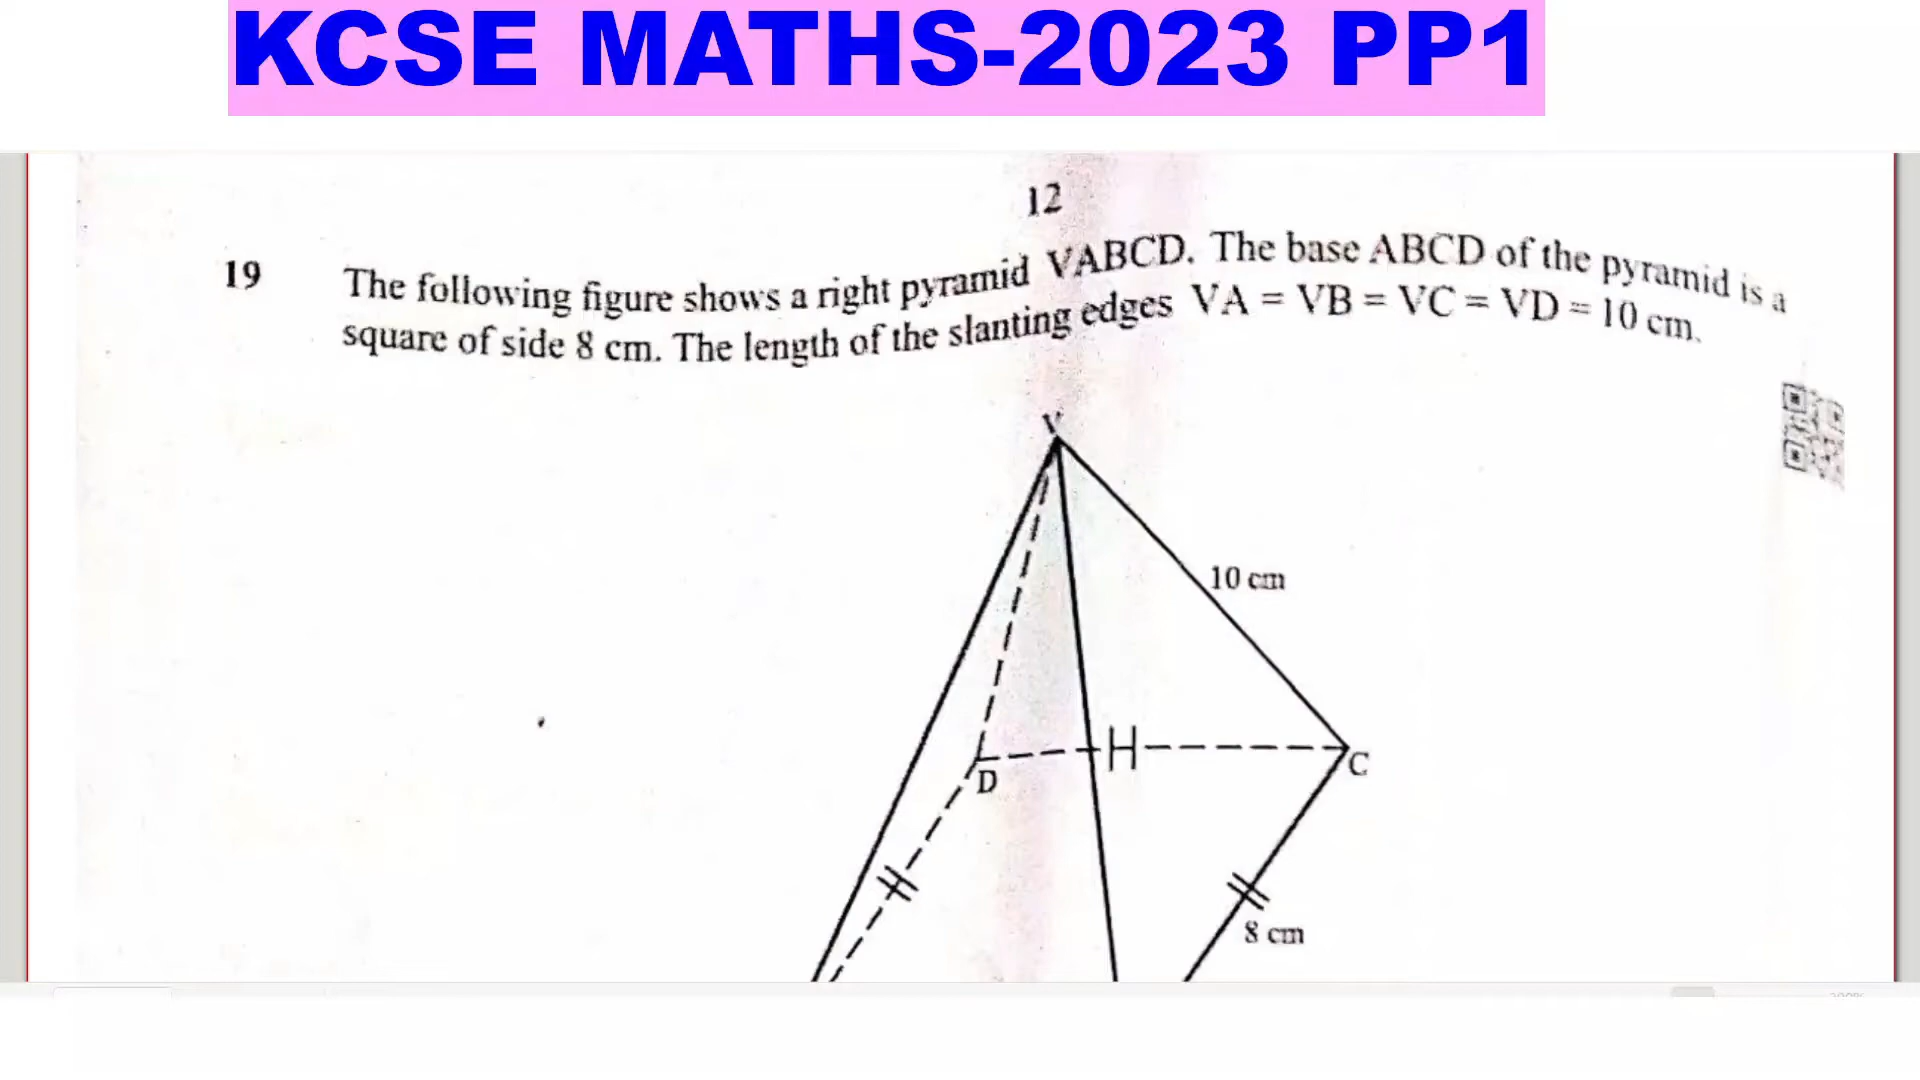 KCSE MATHS-2023 PP1
12
19 The following figure shows a right pyramid VABCD. The base ABCD of the pyramid is a
square of side 8 cm. The length of the slanting edges VA = VB = VC = VD = 10 cm.
V
10 cm
D
C
8 cm